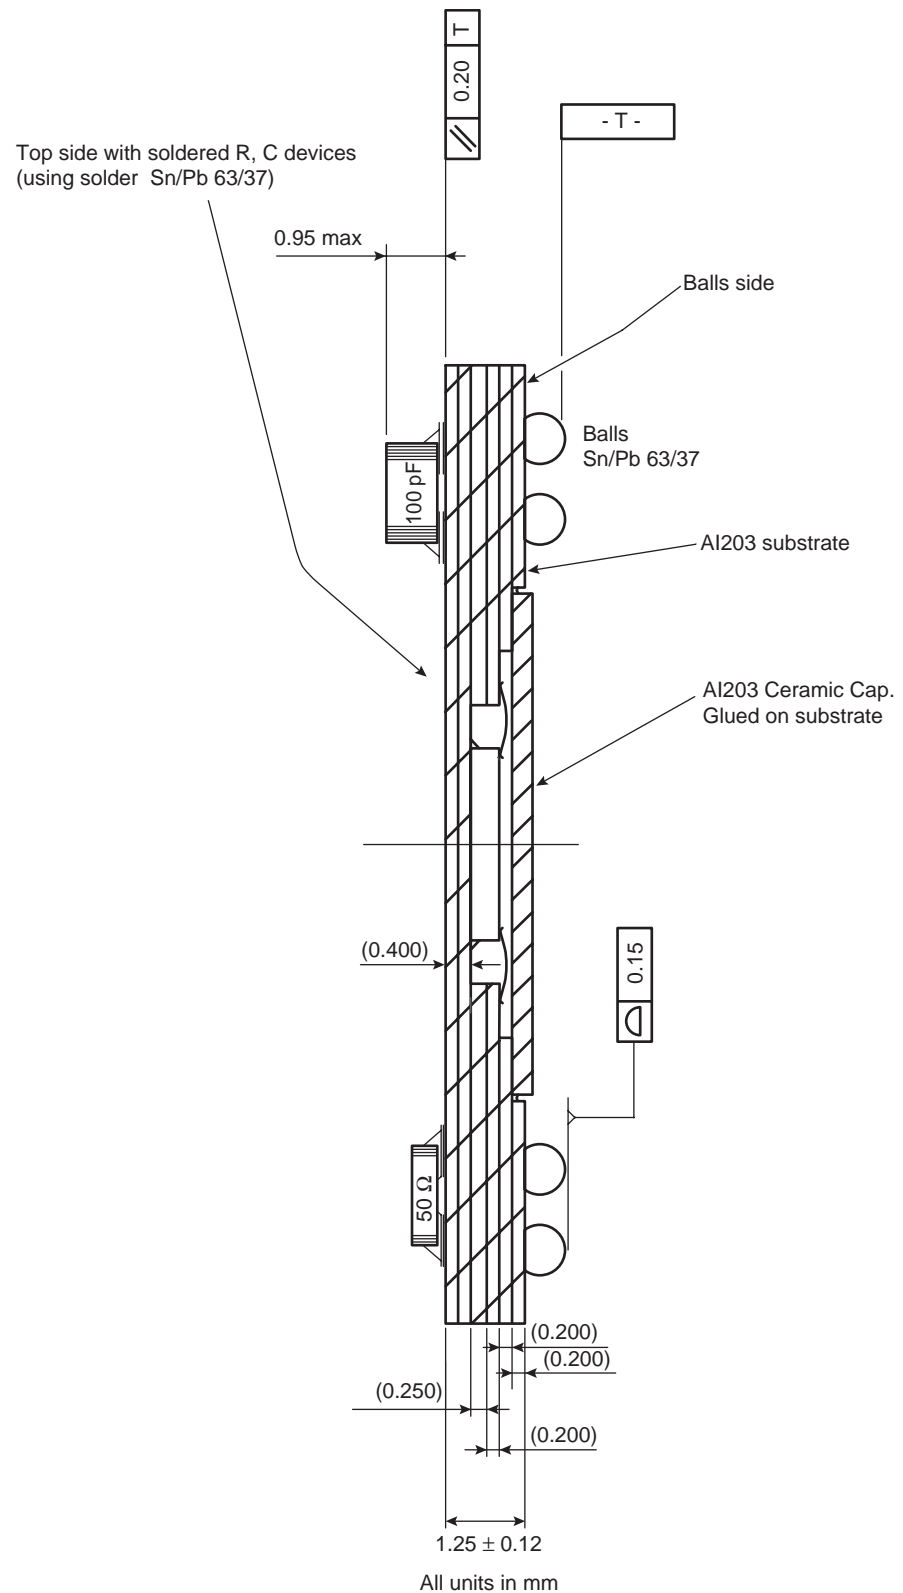 T
0.20
- T -
Top side with soldered R, C devices
(using solder Sn/Pb 63/37)
0.95 max
Balls side
Balls
Sn/Pb 63/37
100 pF
Al203 substrate
Al203 Ceramic Cap.
Glued on substrate
(0.400)
0.15
50 Ω
(0.200)
(0.200)
(0.250)
(0.200)
1.25 ± 0.12
All units in mm